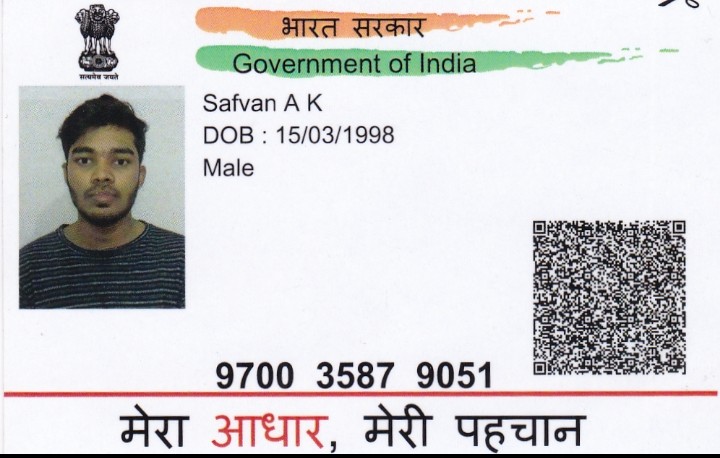 भारत सरकार
Government of India
सत्यमेव जयते
Safvan A K
DOB : 15/03/1998
Male
9700 3587 9051
मेरा आधार, मेरी पहचान